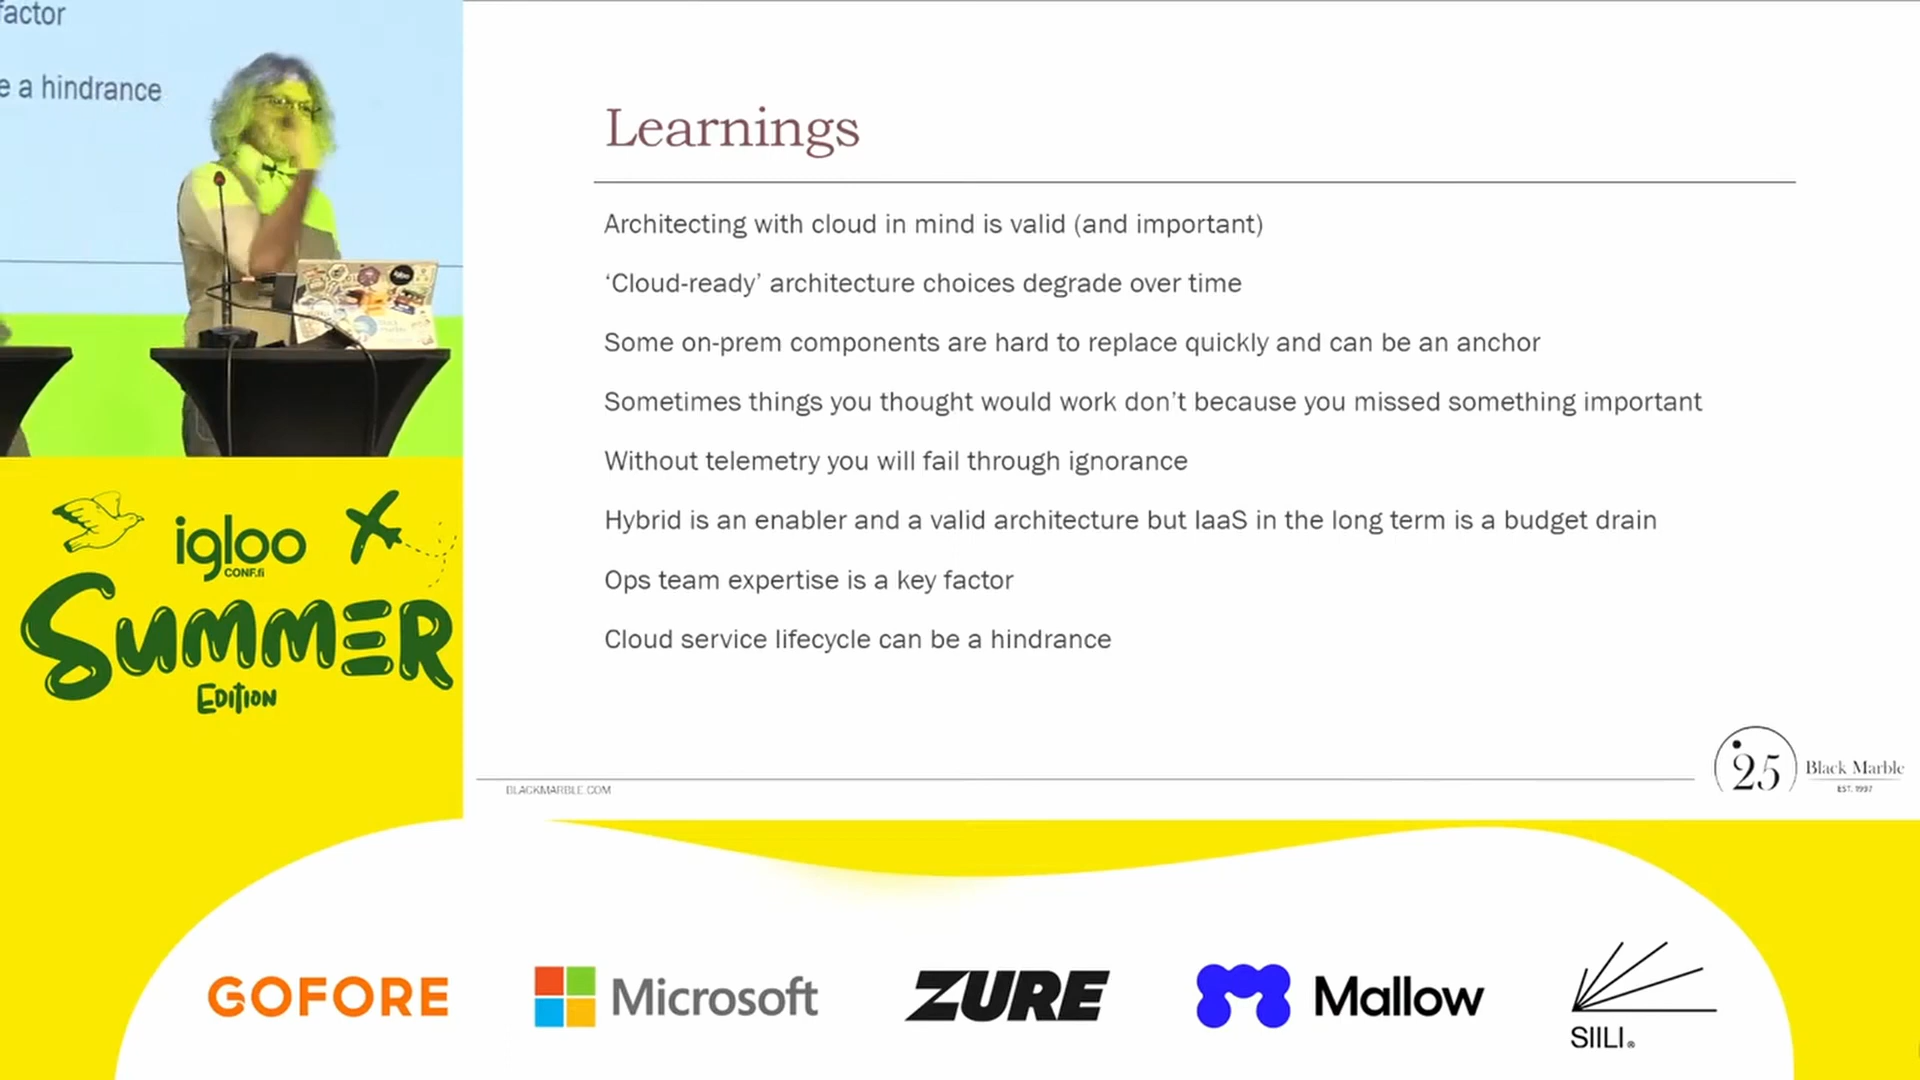 factor
e a hindrance
Learnings
Architecting with cloud in mind is valid (and important)
‘Cloud-ready’ architecture choices degrade over time
Some on-prem components are hard to replace quickly and can be an anchor
Sometimes things you thought would work don’t because you missed something important
Without telemetry you will fail through ignorance
Hybrid is an enabler and a valid architecture but IaaS in the long term is a budget drain
Ops team expertise is a key factor
Cloud service lifecycle can be a hindrance
BLACKMARBLE.COM
25
Black Marble
EST. 1997
igloo
CONF.fi
SUMMER
EDITION
GOFORE
Microsoft
ZURE
Mallow
SIILI®